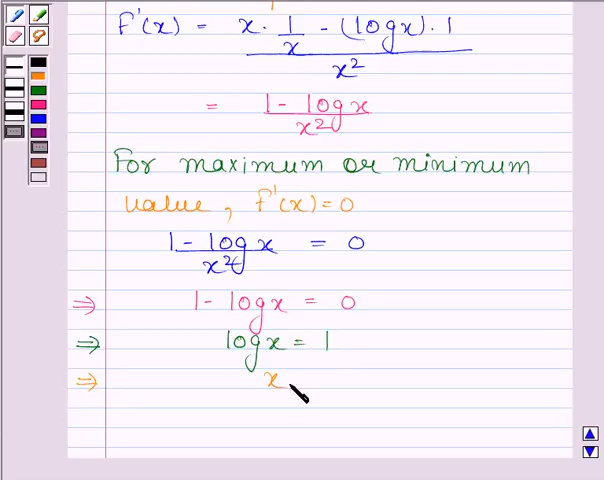 F'(x) = x · 1/x - (log x) · 1 / x²
= 1 - log x / x²
For maximum or minimum
value, F'(x) = 0
1 - log x / x² = 0
⇒ 1 - log x = 0
⇒ log x = 1
⇒ x